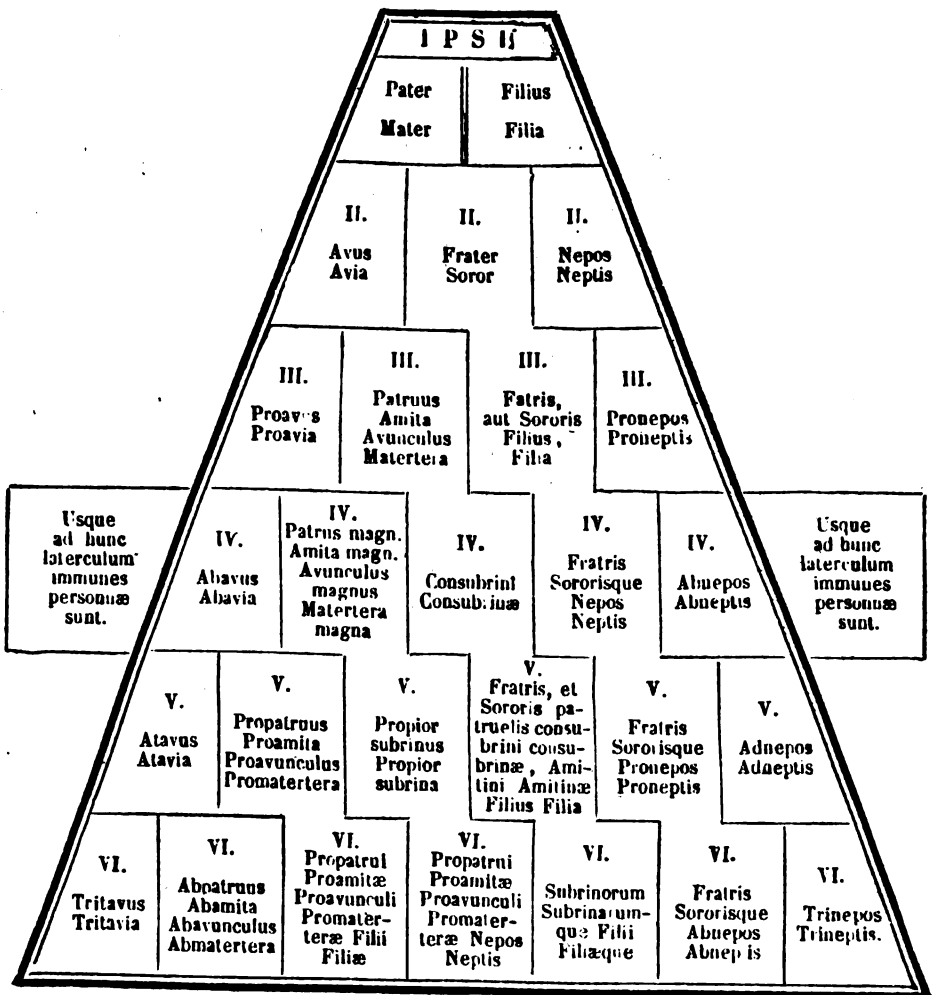 IPSE
Pater
Mater
Filius
Filia
II.
Avus
Avia
II.
Frater
Soror
II.
Nepos
Neptis
III.
Proavus
Proavia
III.
Patruus
Amita
Avunculus
Matertera
III.
Fatris,
aut Sororis
Filius,
Filia
III.
Pronepos
Proneptis
Usque
ad hunc
laterculum
immunes
personæ
sunt.
IV.
Abavus
Abavia
IV.
Patrus magn.
Amita magn.
Avunculus
magnus
Matertera
magna
IV.
Consubrini
Consubrinæ
IV.
Fratris
Sororisque
Nepos
Neptis
IV.
Abnepos
Abneptis
Usque
ad hunc
laterculum
immunes
personæ
sunt.
V.
Atavus
Atavia
V.
Propatruus
Proamita
Proavunculus
Promatertera
V.
Propior
subrinus
Propior
subrina
V.
Fratris, et
Sororis pa-
truelis consu-
brini consu-
brinæ, Ami-
tini Amitinæ
Filius Filia
V.
Fratris
Sororisque
Pronepos
Proneptis
V.
Adnepos
Adneptis
VI.
Tritavus
Tritavia
VI.
Abpatruus
Abamita
Abavunculus
Abmatertera
VI.
Propatrui
Proamitæ
Proavunculi
Promater-
teræ Filii
Filiæ
VI.
Propatrui
Proamitæ
Proavunculi
Promater-
teræ Nepos
Neptis
VI.
Subrinorum
Subrinarum-
que Filii
Filiæque
VI.
Fratris
Sororisque
Abnepos
Abneptis
VI.
Trinepos
Trineptis.